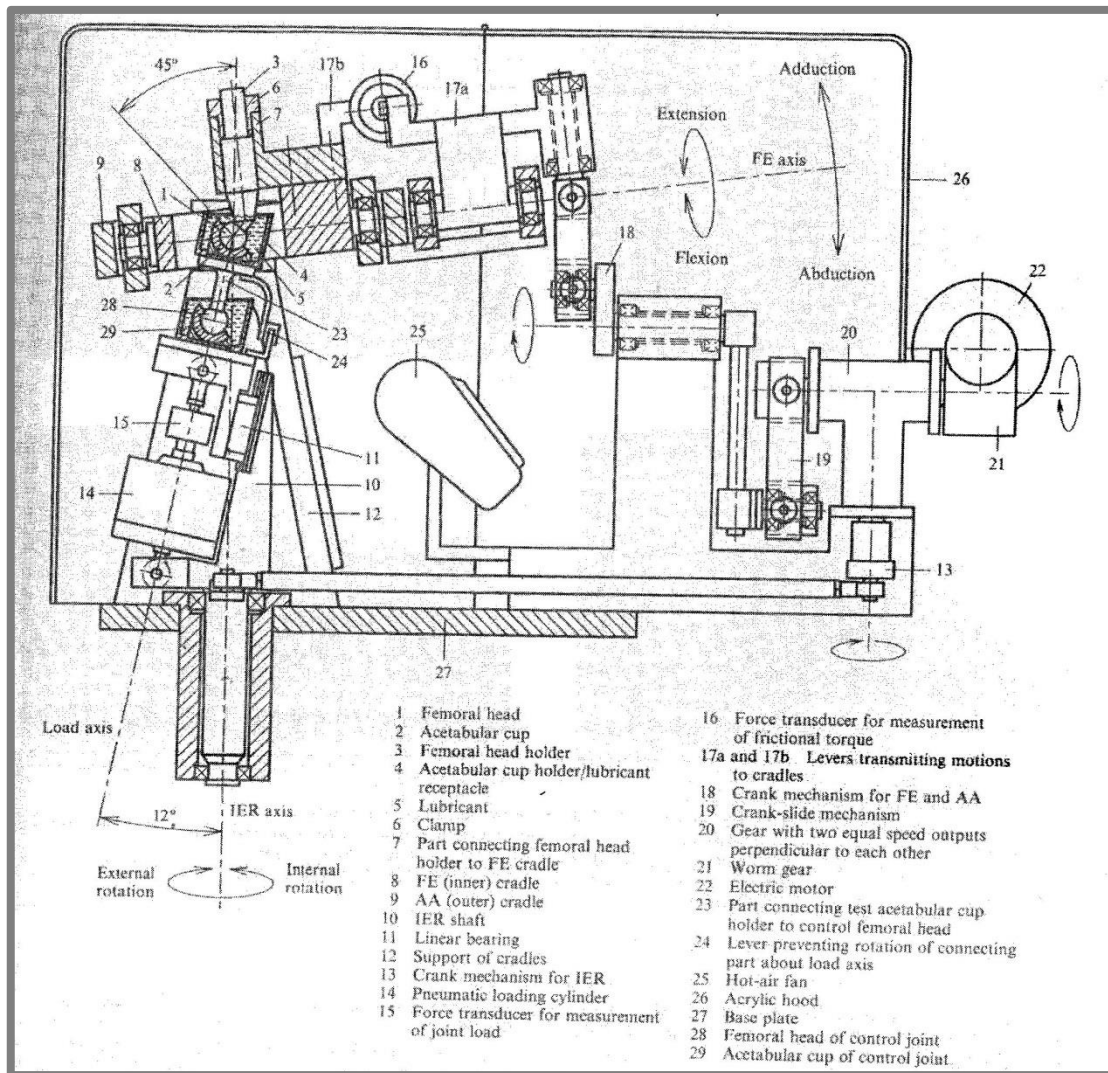 45°
3
6
7
17b
16
17a
Adduction
Extension
FE axis
26
9
8
1
18
Flexion
Abduction
22
2
4
5
28
29
23
24
25
20
15
11
10
19
21
14
12
13
27
Load axis
12°
IER axis
External
rotation
Internal
rotation
1 Femoral head
2 Acetabular cup
3 Femoral head holder
4 Acetabular cup holder/lubricant
receptacle
5 Lubricant
6 Clamp
7 Part connecting femoral head
holder to FE cradle
8 FE (inner) cradle
9 AA (outer) cradle
10 IER shaft
11 Linear bearing
12 Support of cradles
13 Crank mechanism for IER
14 Pneumatic loading cylinder
15 Force transducer for measurement
of joint load
16 Force transducer for measurement
of frictional torque
17a and 17b Levers transmitting motions
to cradles
18 Crank mechanism for FE and AA
19 Crank-slide mechanism
20 Gear with two equal speed outputs
perpendicular to each other
21 Worm gear
22 Electric motor
23 Part connecting test acetabular cup
holder to control femoral head
24 Lever preventing rotation of connecting
part about load axis
25 Hot-air fan
26 Acrylic hood
27 Base plate
28 Femoral head of control joint
29 Acetabular cup of control joint